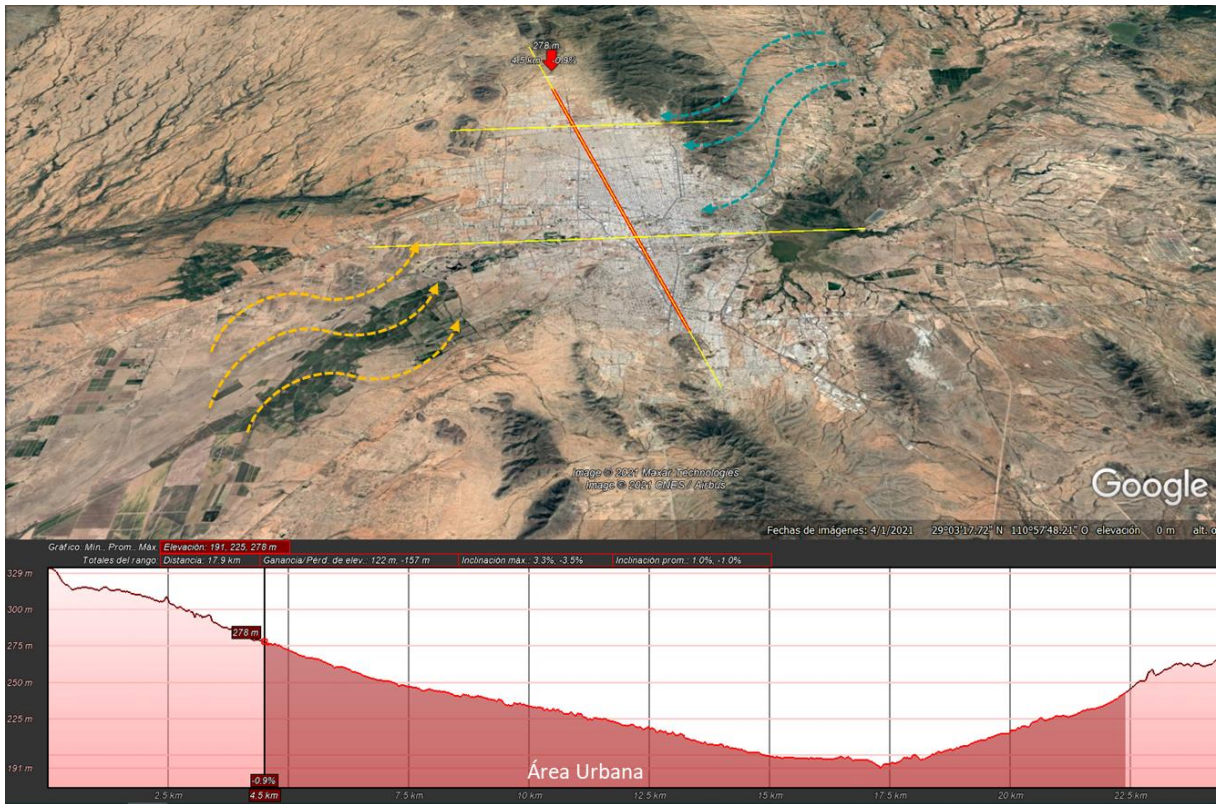 278 m
4.5 km -0.9%
Image © 2021 Maxar Technologies
Image © 2021 CNES / Airbus
Google
Fechas de imágenes: 4/1/2021 29°03'17.72" N 110°57'48.21" O elevación 0 m alt. o
Gráfico: Mín., Prom., Máx. Elevación: 191, 225, 278 m
Totales del rango: Distancia: 17.9 km Ganancia/Pérd. de elev.: 122 m, -157 m Inclinación máx.: 3.3%, -3.5% Inclinación prom.: 1.0%, -1.0%
329 m
300 m
278 m
275 m
250 m
225 m
191 m
Área Urbana
-0.9%
2.5 km 4.5 km 7.5 km 10 km 12.5 km 15 km 17.5 km 20 km 22.5 km